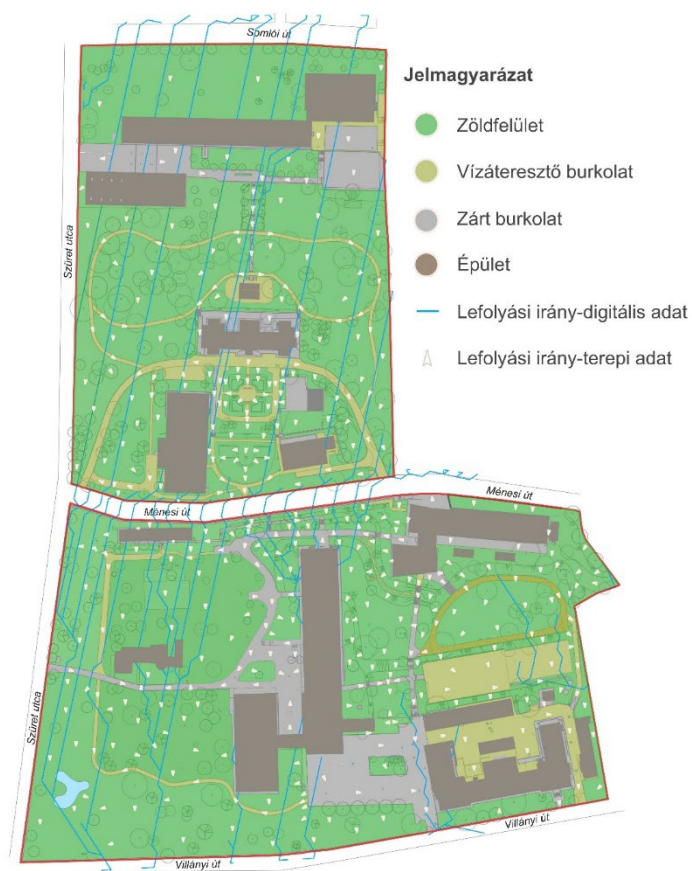 Somlói út
Jelmagyarázat
Zöldfelület
Vízáteresztő burkolat
Zárt burkolat
Épület
Lefolyási irány-digitális adat
Lefolyási irány-terepi adat
Szüret utca
Ménesi út
Ménesi út
Szüret utca
Villányi út
Villányi út